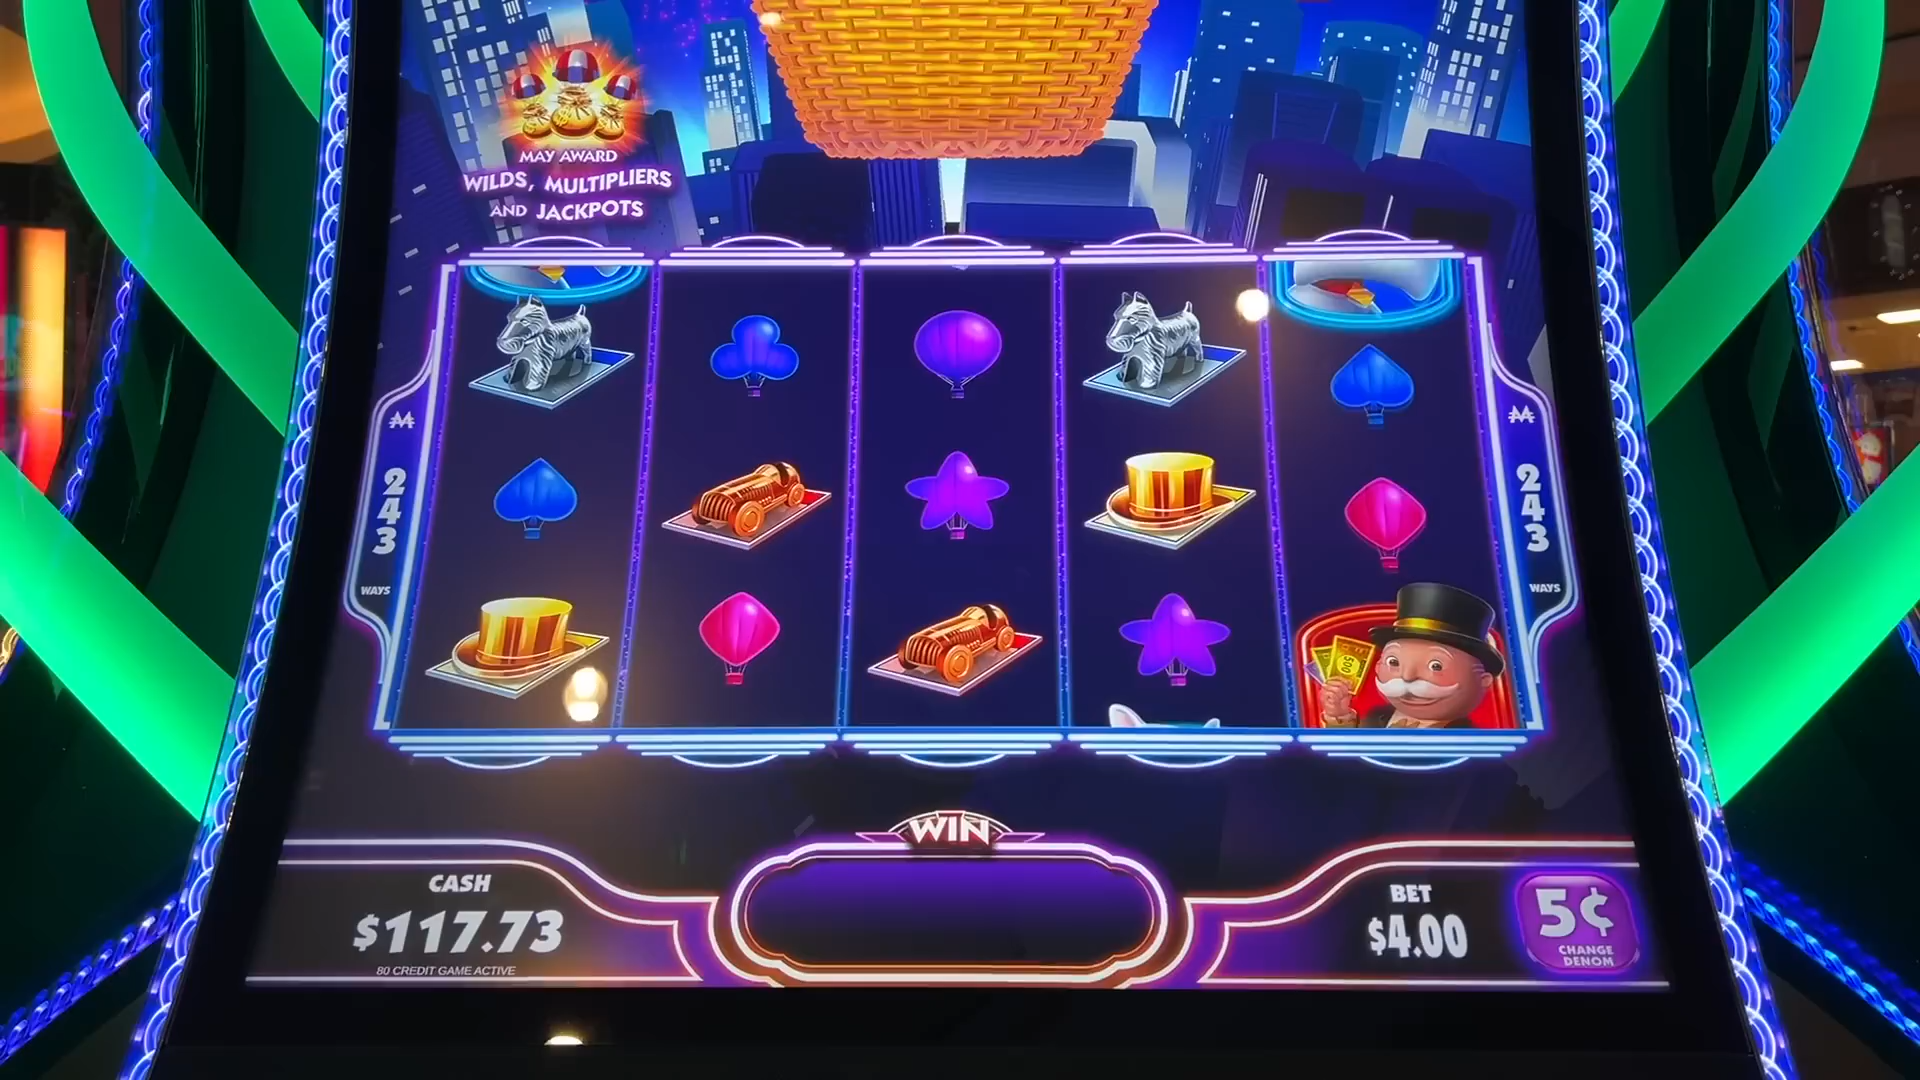 MAY AWARD
WILDS, MULTIPLIERS
AND JACKPOTS
243
WAYS
243
WAYS
500
WIN
CASH
$117.73
80 CREDIT GAME ACTIVE
BET
$4.00
5¢
CHANGE
DENOM